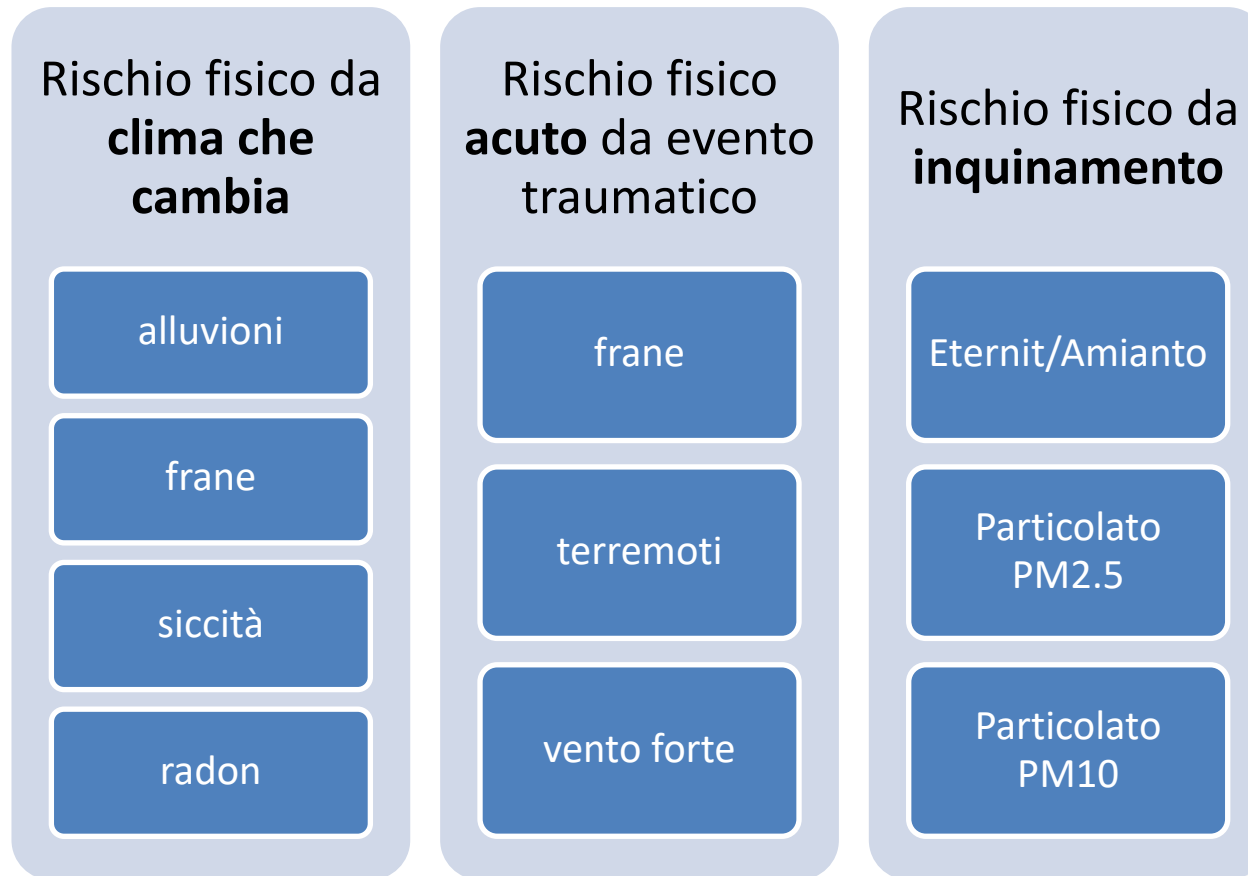 Rischio fisico da
clima che
cambia
alluvioni
frane
siccità
radon
Rischio fisico
acuto da evento
traumatico
frane
terremoti
vento forte
Rischio fisico da
inquinamento
Eternit/Amianto
Particolato
PM2.5
Particolato
PM10